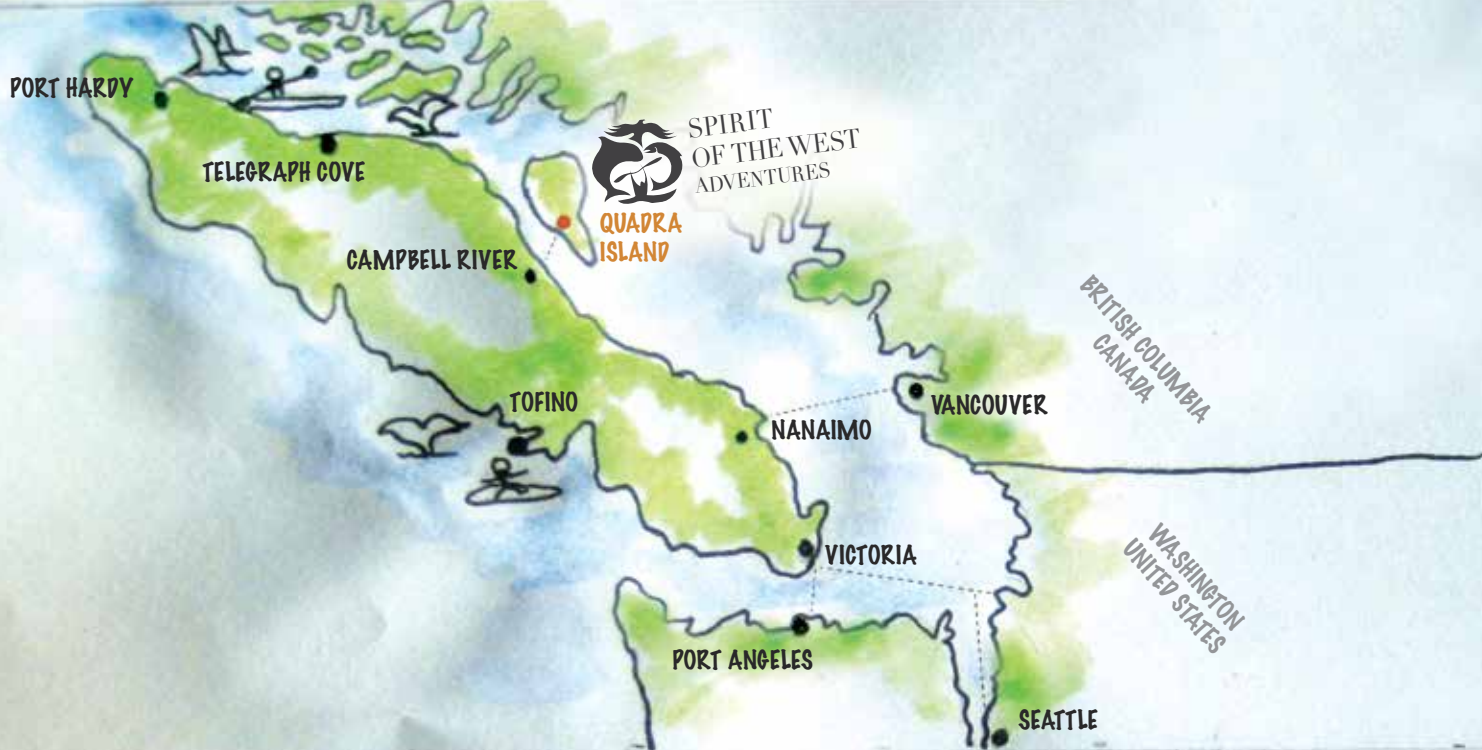 PORT HARDY
TELEGRAPH COVE
SPIRIT
OF THE WEST
ADVENTURES
QUADRA
ISLAND
CAMPBELL RIVER
BRITISH COLUMBIA
CANADA
TOFINO
VANCOUVER
NANAIMO
VICTORIA
WASHINGTON
UNITED STATES
PORT ANGELES
SEATTLE